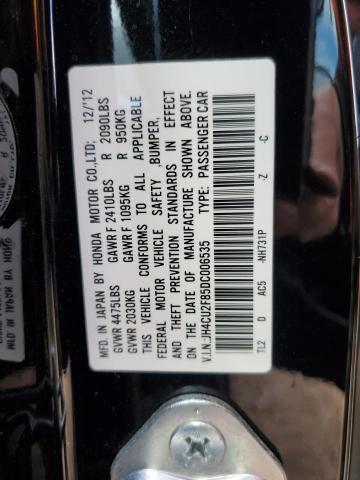 MFD. IN JAPAN BY HONDA MOTOR CO.,LTD. 12/'12
GVWR 4475LBS GAWR F 2410LBS R 2090LBS
GVWR 2030KG GAWR F 1095KG R 950KG
THIS VEHICLE CONFORMS TO ALL APPLICABLE
FEDERAL MOTOR VEHICLE SAFETY ,BUMPER,
AND THEFT PREVENTION STANDARDS IN EFFECT
ON THE DATE OF MANUFACTURE SHOWN ABOVE.
V.I.N.:JH4CU2F85DC006535 TYPE: PASSENGER CAR
TL2 D AC5 -NH731P -Z -C